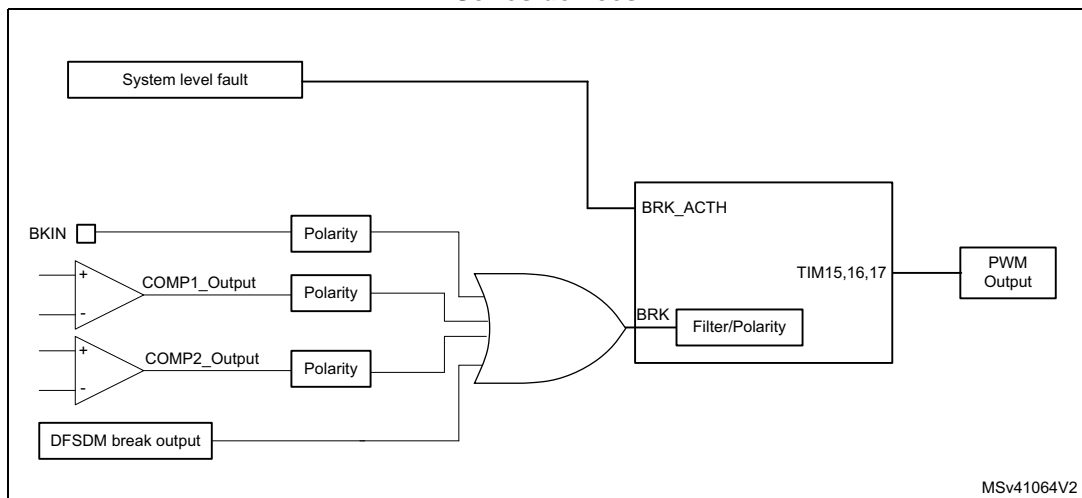 System level fault
BRK_ACTH
BKIN
Polarity
TIM15,16,17
PWM
Output
+
COMP1_Output
Polarity
-
BRK
Filter/Polarity
+
COMP2_Output
Polarity
-
DFSDM break output
MSv41064V2